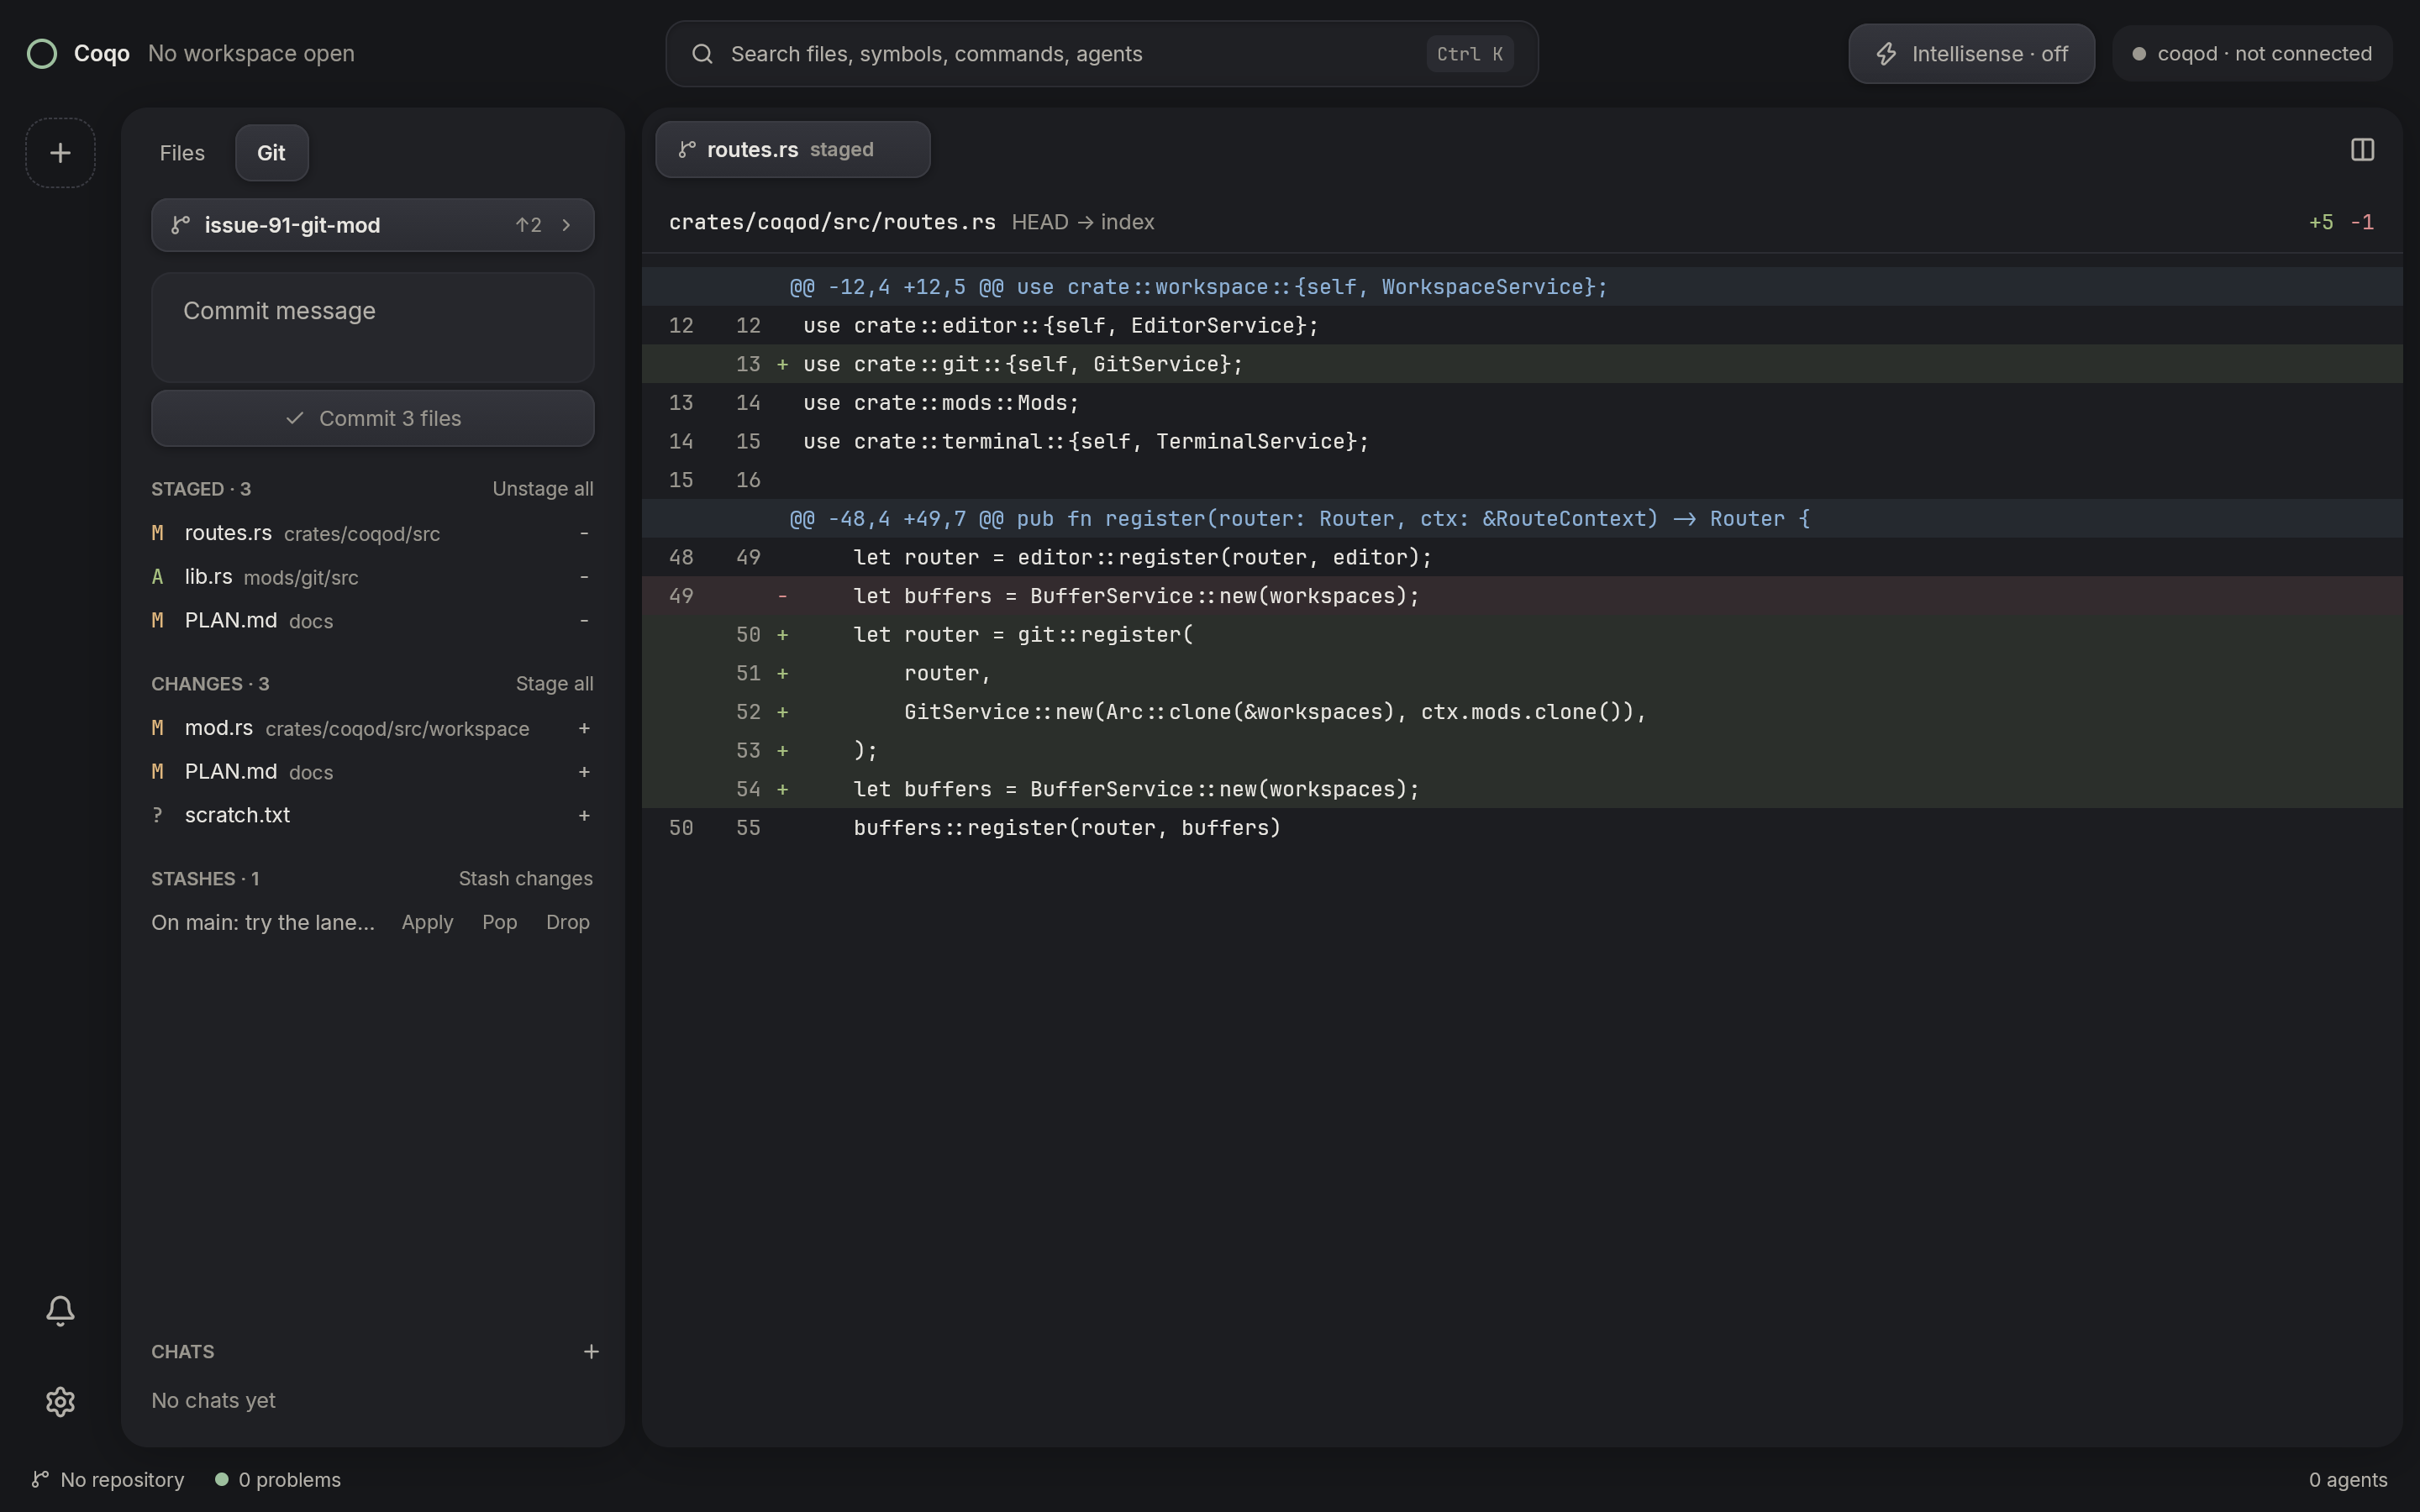 Coqo No workspace open
Search files, symbols, commands, agents Ctrl K
Intellisense · off
coqod · not connected
Files Git
issue-91-git-mod ↑2
Commit message
Commit 3 files
STAGED · 3 Unstage all
M routes.rs crates/coqod/src -
A lib.rs mods/git/src -
M PLAN.md docs -
CHANGES · 3 Stage all
M mod.rs crates/coqod/src/workspace +
M PLAN.md docs +
? scratch.txt +
STASHES · 1 Stash changes
On main: try the lane... Apply Pop Drop
CHATS +
No chats yet
routes.rs staged
crates/coqod/src/routes.rs HEAD → index +5 -1
@@ -12,4 +12,5 @@ use crate::workspace::{self, WorkspaceService};
12 12 use crate::editor::{self, EditorService};
13 + use crate::git::{self, GitService};
13 14 use crate::mods::Mods;
14 15 use crate::terminal::{self, TerminalService};
15 16
@@ -48,4 +49,7 @@ pub fn register(router: Router, ctx: &RouteContext) -> Router {
48 49 let router = editor::register(router, editor);
49 - let buffers = BufferService::new(workspaces);
50 + let router = git::register(
51 + router,
52 + GitService::new(Arc::clone(&workspaces), ctx.mods.clone()),
53 + );
54 + let buffers = BufferService::new(workspaces);
50 55 buffers::register(router, buffers)
No repository 0 problems
0 agents